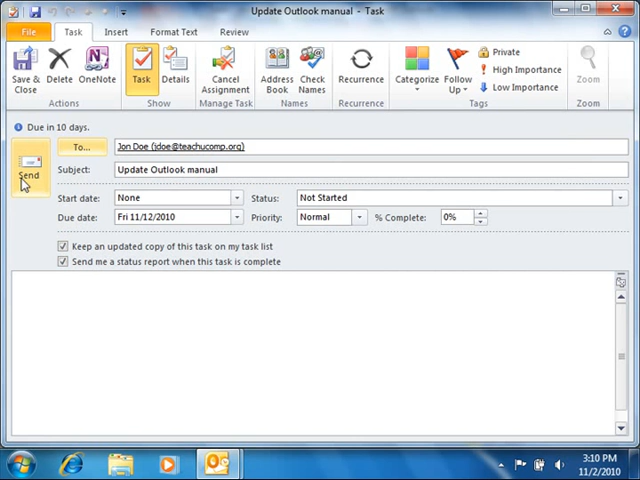 Update Outlook manual - Task
File Task Insert Format Text Review
Save & Close
Delete
OneNote
Task
Details
Cancel Assignment
Address Book
Check Names
Recurrence
Categorize
Follow Up
Private
High Importance
Low Importance
Zoom
Actions Show Manage Task Names Recurrence Tags Zoom
Due in 10 days.
Send
To... Jon Doe (jdoe@teachucomp.org)
Subject: Update Outlook manual
Start date: None Status: Not Started
Due date: Fri 11/12/2010 Priority: Normal % Complete: 0%
Keep an updated copy of this task on my task list
Send me a status report when this task is complete
3:10 PM
11/2/2010